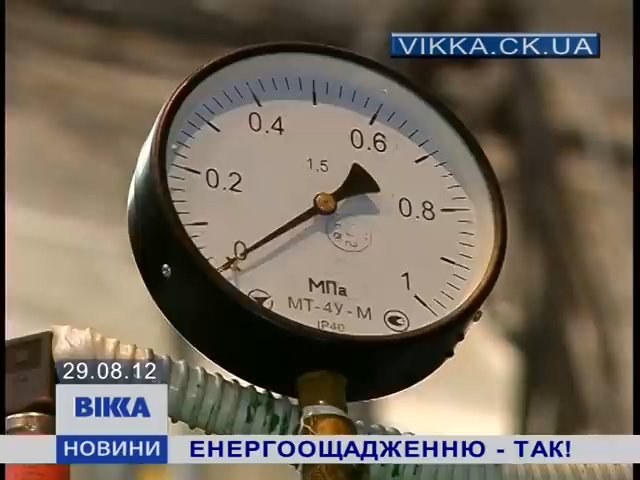 VIKKA.CK.UA
0.4
0.6
1,5
0.2
0.8
0
1
МПа
МТ-4У-М
IP40
29.08.12
ВІККА
НОВИНИ
ЕНЕРГООЩАДЖЕННЮ - ТАК!